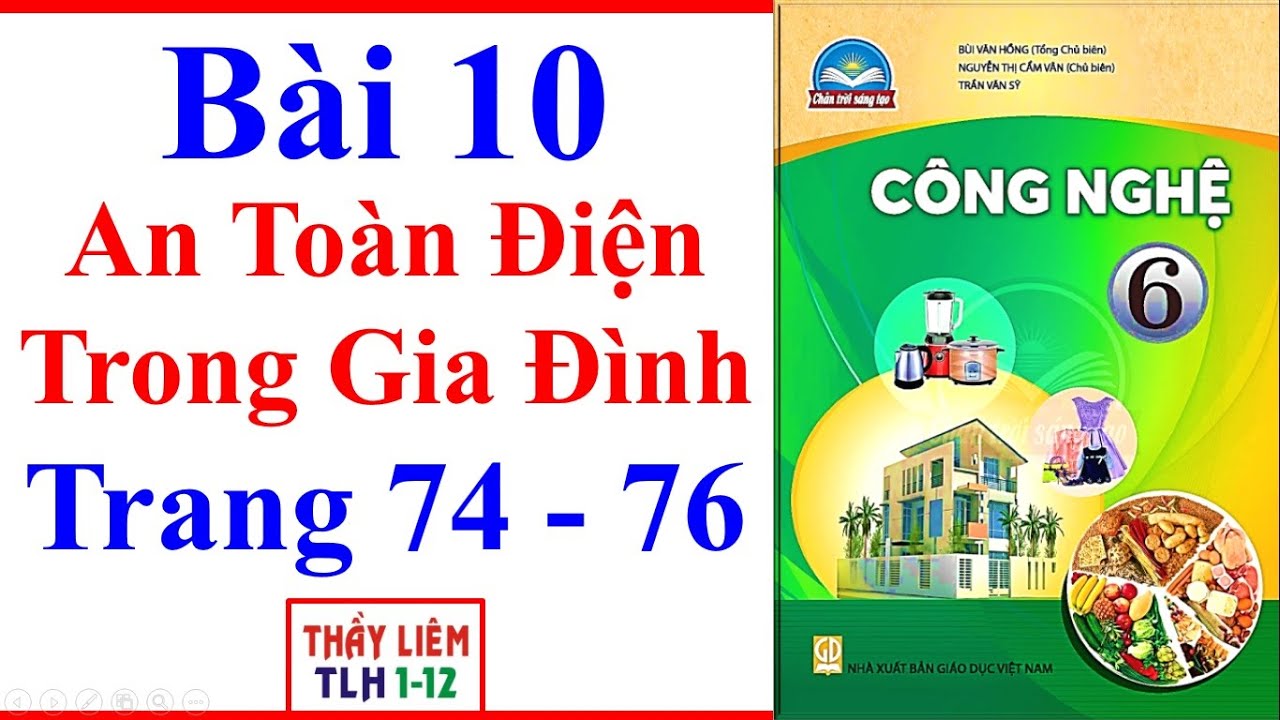 Bài 10
An Toàn Điện
Trong Gia Đình
Trang 74 - 76
THẦY LIÊM
TLH 1-12
BÙI VĂN HỒNG (Tổng Chủ biên)
NGUYỄN THỊ CẨM VÂN (Chủ biên)
TRẦN VĂN SỸ
Chân trời sáng tạo
CÔNG NGHỆ
6
GD
NHÀ XUẤT BẢN GIÁO DỤC VIỆT NAM